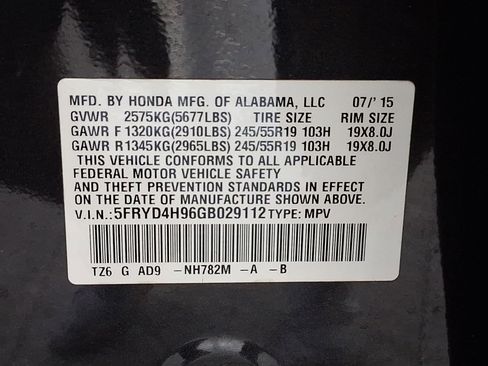 MFD. BY HONDA MFG. OF ALABAMA, LLC 07/'15
GVWR 2575KG(5677LBS) TIRE SIZE RIM SIZE
GAWR F 1320KG(2910LBS) 245/55R19 103H 19X8.0J
GAWR R 1345KG(2965LBS) 245/55R19 103H 19X8.0J
THIS VEHICLE CONFORMS TO ALL APPLICABLE
FEDERAL MOTOR VEHICLE SAFETY
AND THEFT PREVENTION STANDARDS IN EFFECT
ON THE DATE OF MANUFACTURE SHOWN ABOVE.
V.I.N.: 5FRYD4H96GB029112 TYPE: MPV
TZ6 G AD9 -NH782M -A -B